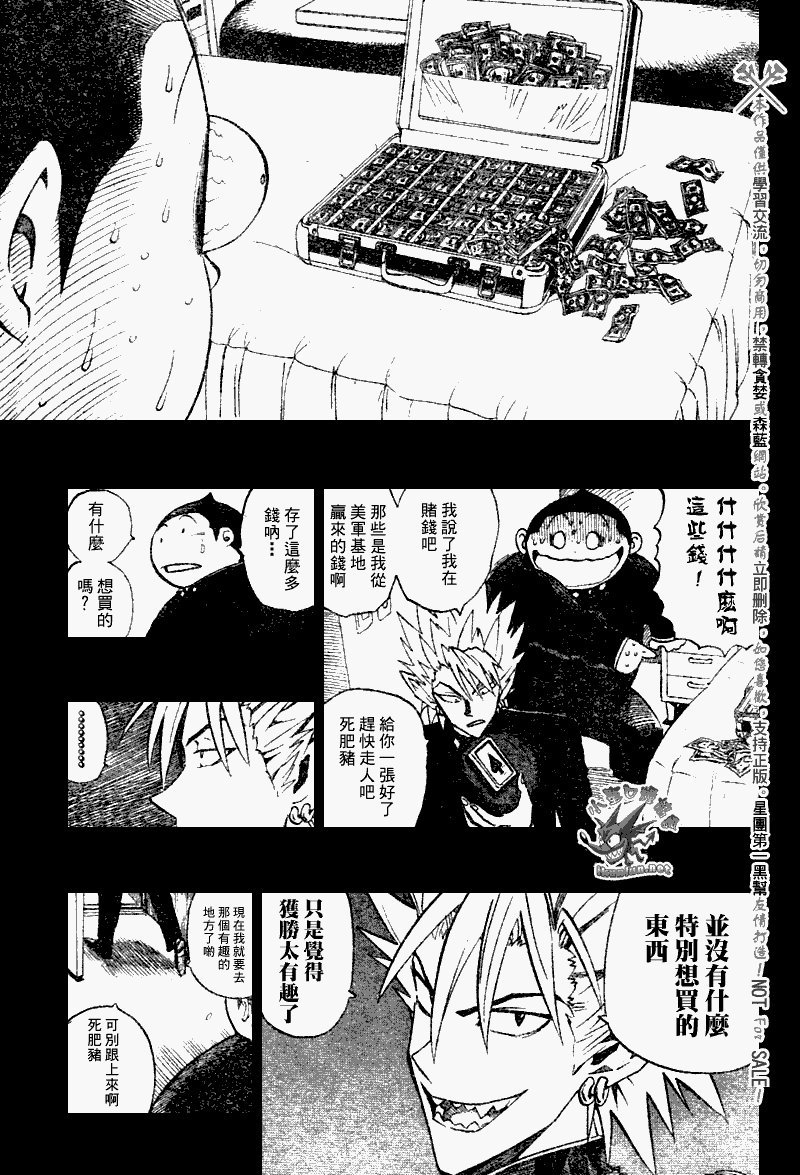 什什什什麽啊
這些錢！
我說了我在
賭錢吧
那些是我從
美軍基地
贏來的錢啊
給你一張好了
趕快走人吧
死肥豬
存了這麼多
錢吶…
有什麼
想買的
嗎？
………
並沒有什麼
特別想買的
東西
只是覺得
獲勝太有趣了
現在我就要去
那個有趣的
地方了喲
可別跟上來啊
死肥豬
本作品僅供學習交流，切勿商用，禁轉貪婪或森藍網站。欣賞后請立即刪除，如您喜歡，支持正版。星團第一黑幫友情打造—NOT For SALE—